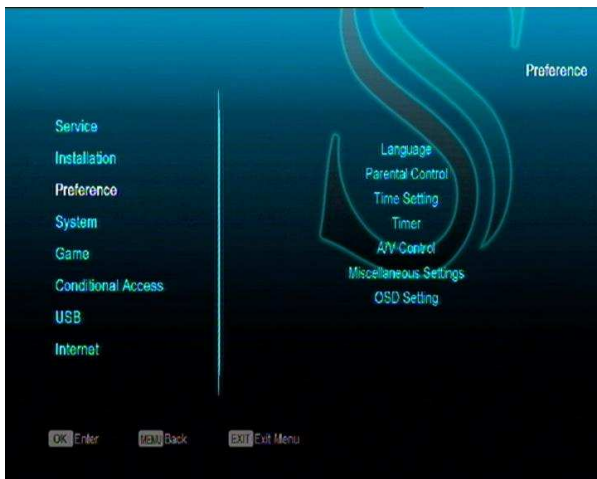 Preference
Service
Installation
Preference
System
Game
Conditional Access
USB
Internet
Language
Parental Control
Time Setting
Timer
A/V Control
Miscellaneous Settings
OSD Setting
OK Enter
MENU Back
EXIT Exit Menu